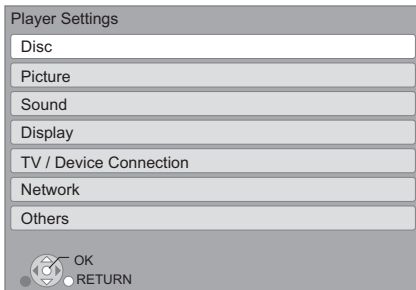 Player Settings
Disc
Picture
Sound
Display
TV / Device Connection
Network
Others
OK
RETURN